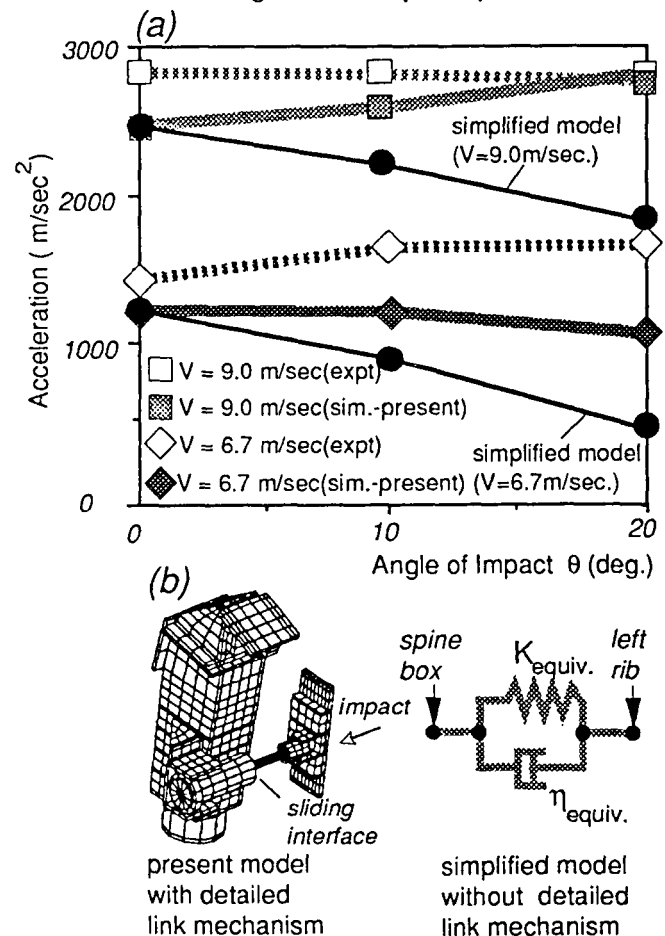 (a)
3000
2000
1000
0
Acceleration ( m/sec²)
simplified model
(V=9.0m/sec.)
V = 9.0 m/sec(expt)
V = 9.0 m/sec(sim.-present)
V = 6.7 m/sec(expt)
V = 6.7 m/sec(sim.-present)
simplified model
(V=6.7m/sec.)
0
10
20
Angle of Impact θ (deg.)
(b)
spine
box
K equiv.
left
rib
impact
sliding
interface
η equiv.
present model
with detailed
link mechanism
simplified model
without detailed
link mechanism